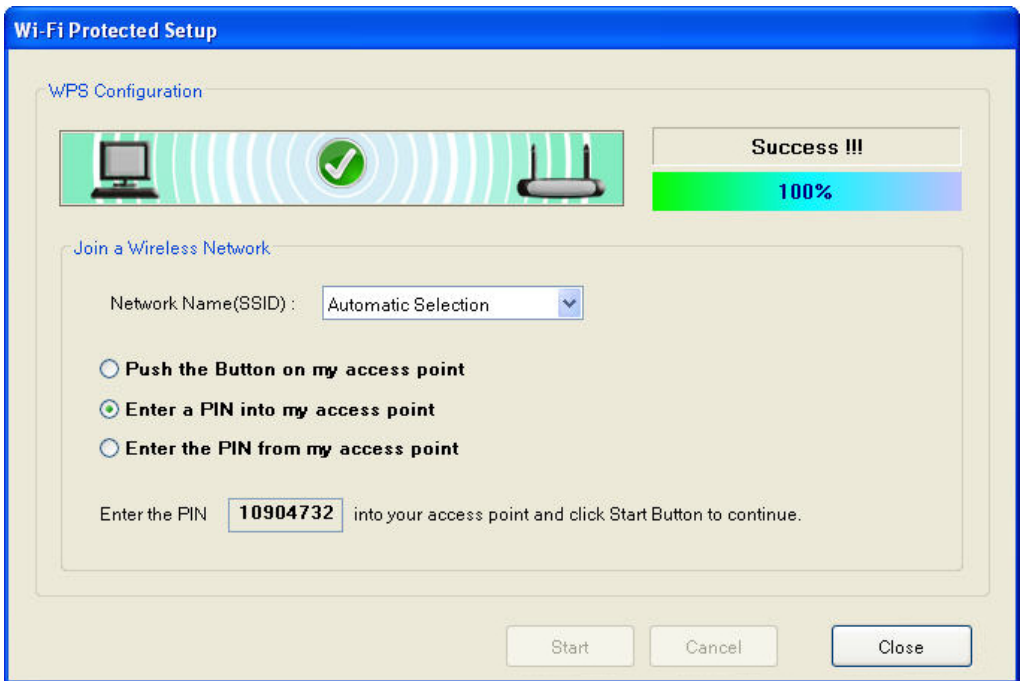 Wi-Fi Protected Setup
WPS Configuration
Success !!!
100%
Join a Wireless Network
Network Name(SSID) : Automatic Selection
Push the Button on my access point
Enter a PIN into my access point
Enter the PIN from my access point
Enter the PIN 10904732 into your access point and click Start Button to continue.
Start Cancel Close